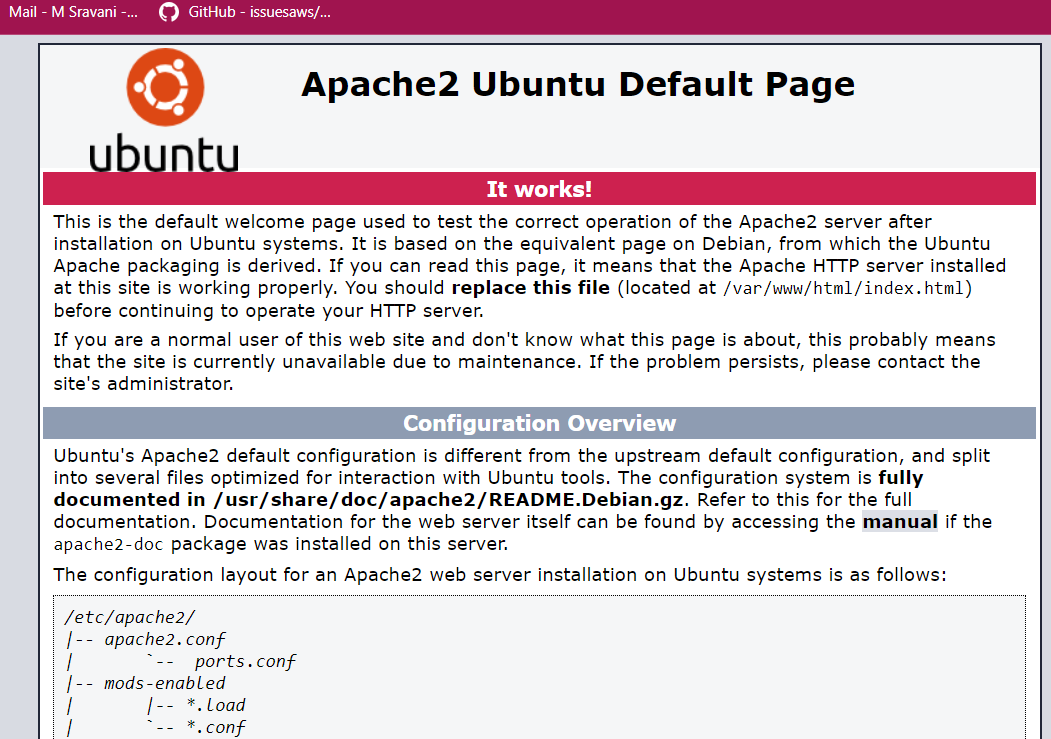 Mail - M Sravani -... GitHub - issuesaws/...
ubuntu
Apache2 Ubuntu Default Page
It works!
This is the default welcome page used to test the correct operation of the Apache2 server after
installation on Ubuntu systems. It is based on the equivalent page on Debian, from which the Ubuntu
Apache packaging is derived. If you can read this page, it means that the Apache HTTP server installed
at this site is working properly. You should replace this file (located at /var/www/html/index.html)
before continuing to operate your HTTP server.
If you are a normal user of this web site and don't know what this page is about, this probably means
that the site is currently unavailable due to maintenance. If the problem persists, please contact the
site's administrator.
Configuration Overview
Ubuntu's Apache2 default configuration is different from the upstream default configuration, and split
into several files optimized for interaction with Ubuntu tools. The configuration system is fully
documented in /usr/share/doc/apache2/README.Debian.gz. Refer to this for the full
documentation. Documentation for the web server itself can be found by accessing the manual if the
apache2-doc package was installed on this server.
The configuration layout for an Apache2 web server installation on Ubuntu systems is as follows:
/etc/apache2/
|-- apache2.conf
|       `--  ports.conf
|-- mods-enabled
|       |-- *.load
|       `-- *.conf